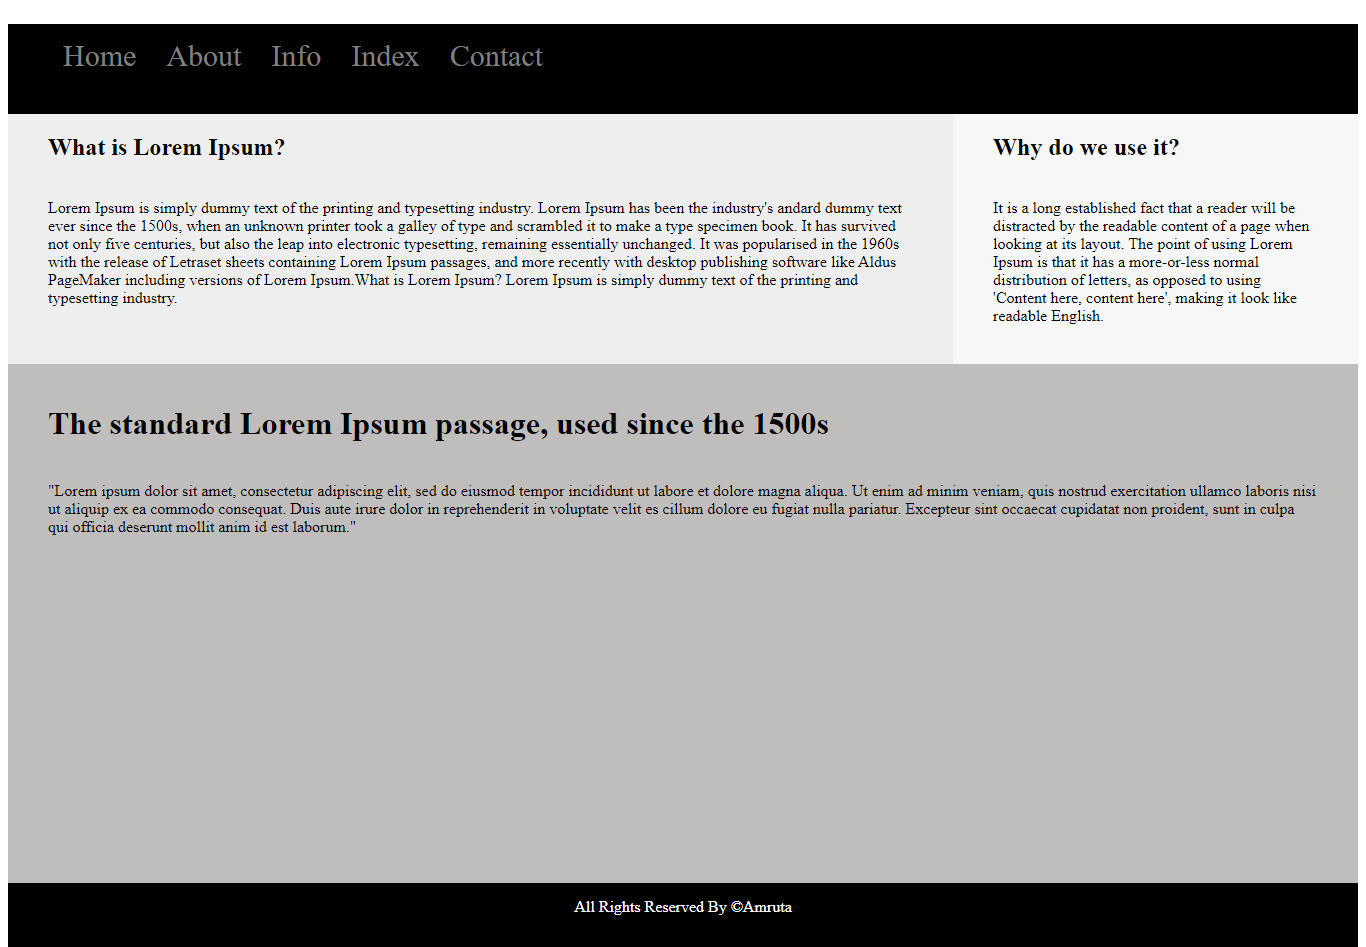 Home About Info Index Contact
What is Lorem Ipsum?
Lorem Ipsum is simply dummy text of the printing and typesetting industry. Lorem Ipsum has been the industry's andard dummy text
ever since the 1500s, when an unknown printer took a galley of type and scrambled it to make a type specimen book. It has survived
not only five centuries, but also the leap into electronic typesetting, remaining essentially unchanged. It was popularised in the 1960s
with the release of Letraset sheets containing Lorem Ipsum passages, and more recently with desktop publishing software like Aldus
PageMaker including versions of Lorem Ipsum.What is Lorem Ipsum? Lorem Ipsum is simply dummy text of the printing and
typesetting industry.
Why do we use it?
It is a long established fact that a reader will be
distracted by the readable content of a page when
looking at its layout. The point of using Lorem
Ipsum is that it has a more-or-less normal
distribution of letters, as opposed to using
'Content here, content here', making it look like
readable English.
The standard Lorem Ipsum passage, used since the 1500s
"Lorem ipsum dolor sit amet, consectetur adipiscing elit, sed do eiusmod tempor incididunt ut labore et dolore magna aliqua. Ut enim ad minim veniam, quis nostrud exercitation ullamco laboris nisi
ut aliquip ex ea commodo consequat. Duis aute irure dolor in reprehenderit in voluptate velit es cillum dolore eu fugiat nulla pariatur. Excepteur sint occaecat cupidatat non proident, sunt in culpa
qui officia deserunt mollit anim id est laborum."
All Rights Reserved By ©Amruta